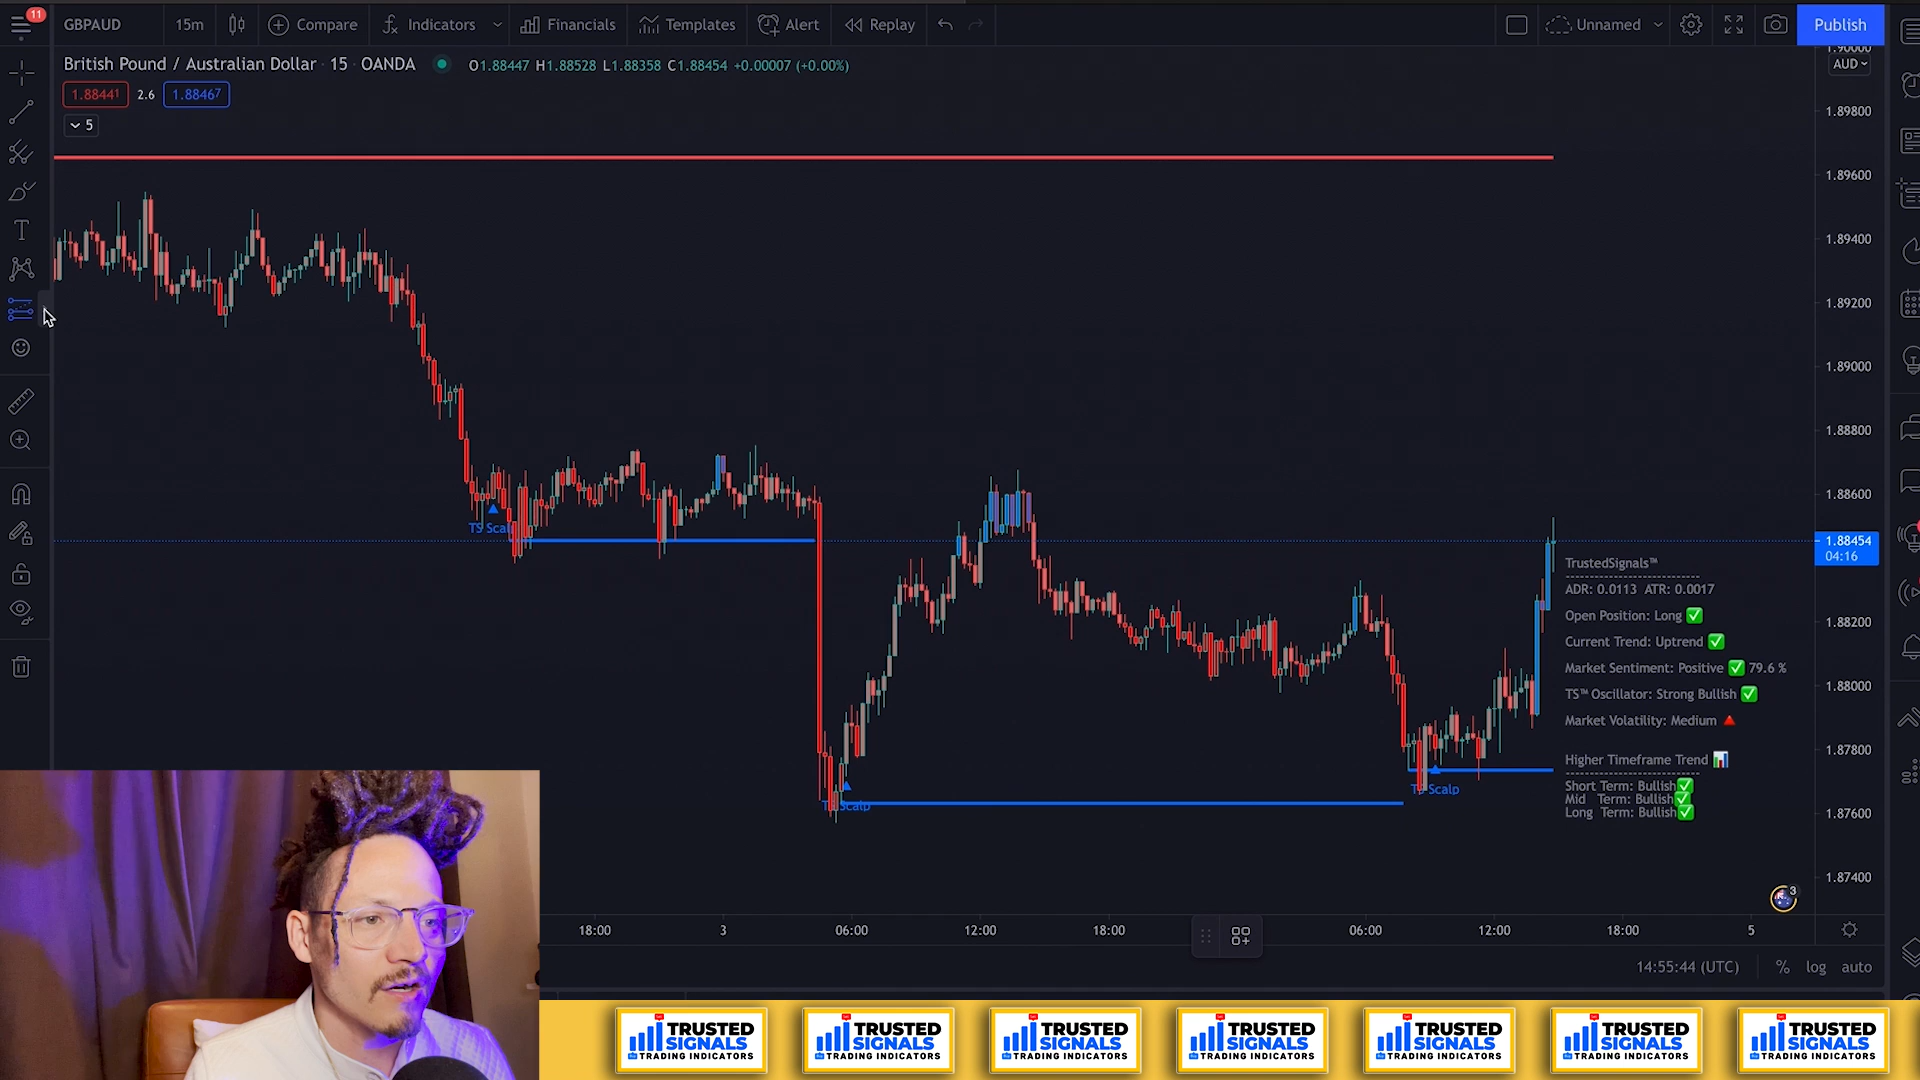 11
GBPAUD 15m Compare Indicators Financials Templates Alert Replay Unnamed Publish
British Pound / Australian Dollar · 15 · OANDA O1.88447 H1.88528 L1.88358 C1.88454 +0.00007 (+0.00%)
1.88441 2.6 1.88467
5
1.90000
AUD
1.89800
1.89600
1.89400
1.89200
1.89000
1.88800
1.88600
1.88454
04:16
1.88200
1.88000
1.87800
1.87600
1.87400
TS Scalp
TS Scalp
TS Scalp
TrustedSignals™
ADR: 0.0113 ATR: 0.0017
Open Position: Long ✅
Current Trend: Uptrend ✅
Market Sentiment: Positive ✅ 79.6 %
TS™ Oscillator: Strong Bullish ✅
Market Volatility: Medium 🔺
Higher Timeframe Trend 📊
Short Term: Bullish✅
Mid Term: Bullish✅
Long Term: Bullish✅
3
18:00 3 06:00 12:00 18:00 06:00 12:00 18:00 5
14:55:44 (UTC) % log auto
TRUSTED SIGNALS TRADING INDICATORS
TRUSTED SIGNALS TRADING INDICATORS
TRUSTED SIGNALS TRADING INDICATORS
TRUSTED SIGNALS TRADING INDICATORS
TRUSTED SIGNALS TRADING INDICATORS
TRUSTED SIGNALS TRADING INDICATORS
TRUSTED SIGNALS TRADING INDICATORS